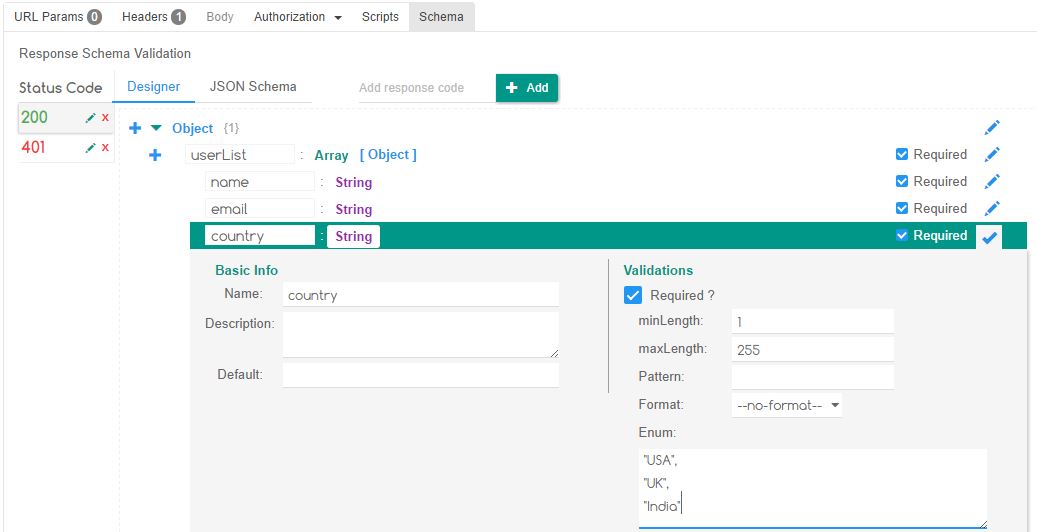 URL Params 0 Headers 1 Body Authorization Scripts Schema
Response Schema Validation
Status Code Designer JSON Schema Add response code + Add
200 x
401 x
+ Object {1}
+ userList : Array [ Object ] Required
name : String Required
email : String Required
country : String Required
Basic Info Validations
Name: country Required ?
Description: minLength: 1
maxLength: 255
Default: Pattern:
Format: --no-format--
Enum:
"USA",
"UK",
"India"